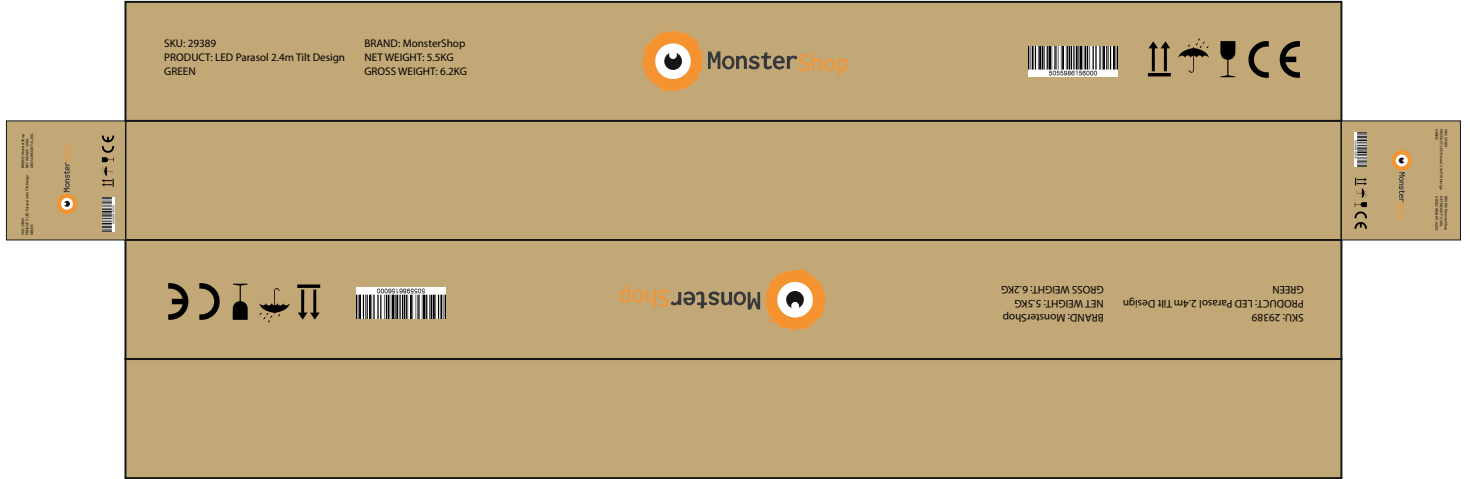 SKU: 29389
PRODUCT: LED Parasol 2.4m Tilt Design
GREEN
BRAND: MonsterShop
NET WEIGHT: 5.5KG
GROSS WEIGHT: 6.2KG
MonsterShop
5055986156000
CE
MonsterShop
MonsterShop
SKU: 29389
PRODUCT: LED Parasol 2.4m Tilt Design
GREEN
BRAND: MonsterShop
NET WEIGHT: 5.5KG
GROSS WEIGHT: 6.2KG
MonsterShop
5055986156000
CE